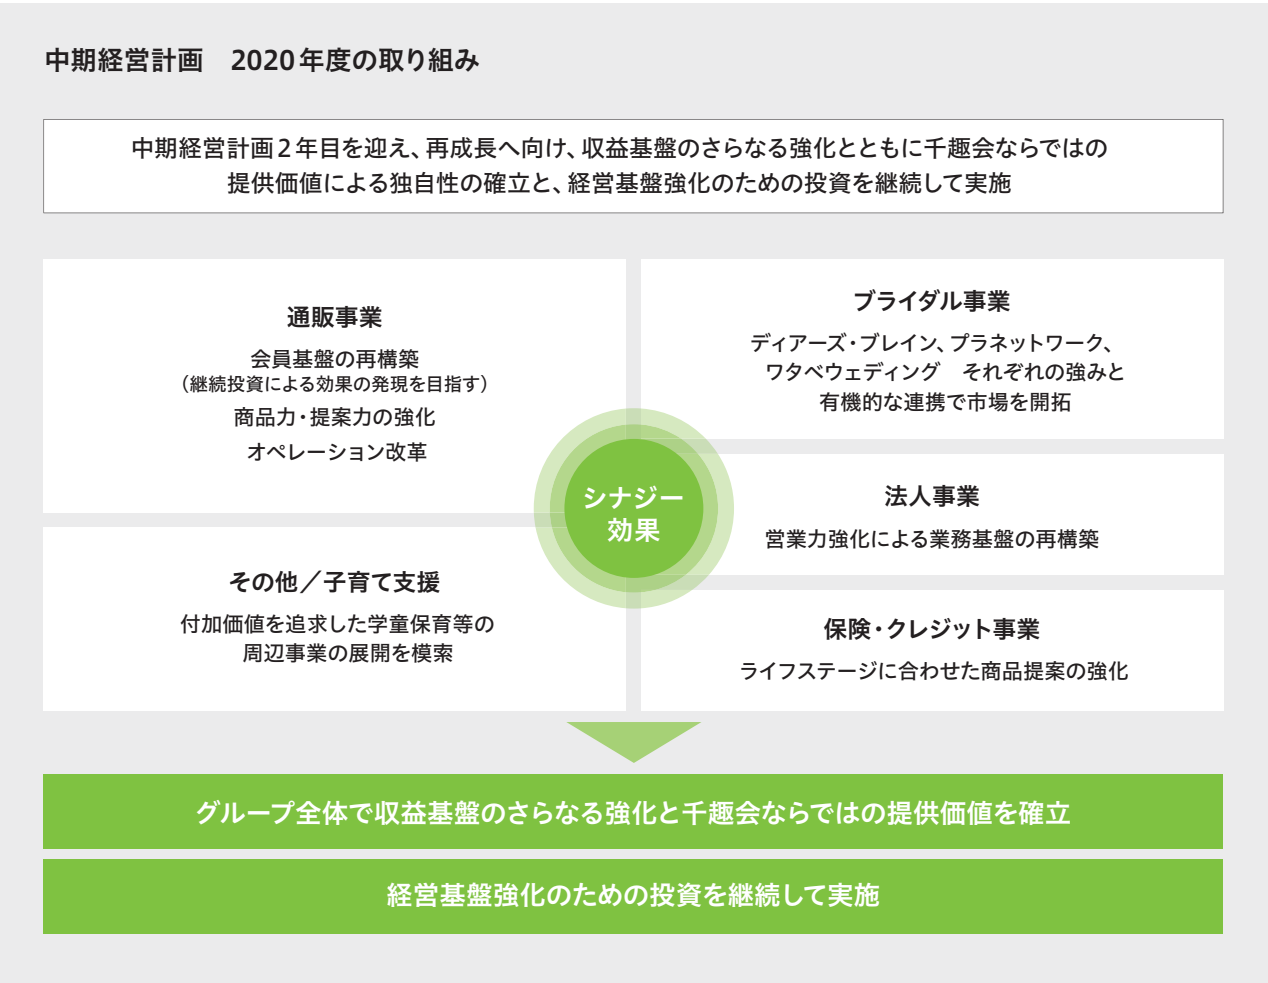 中期経営計画　2020年度の取り組み
中期経営計画2年目を迎え、再成長へ向け、収益基盤のさらなる強化とともに千趣会ならではの
提供価値による独自性の確立と、経営基盤強化のための投資を継続して実施
通販事業
会員基盤の再構築
（継続投資による効果の発現を目指す）
商品力・提案力の強化
オペレーション改革
その他／子育て支援
付加価値を追求した学童保育等の
周辺事業の展開を模索
シナジー
効果
ブライダル事業
ディアーズ・ブレイン、プラネットワーク、
ワタベウェディング　それぞれの強みと
有機的な連携で市場を開拓
法人事業
営業力強化による業務基盤の再構築
保険・クレジット事業
ライフステージに合わせた商品提案の強化
グループ全体で収益基盤のさらなる強化と千趣会ならではの提供価値を確立
経営基盤強化のための投資を継続して実施